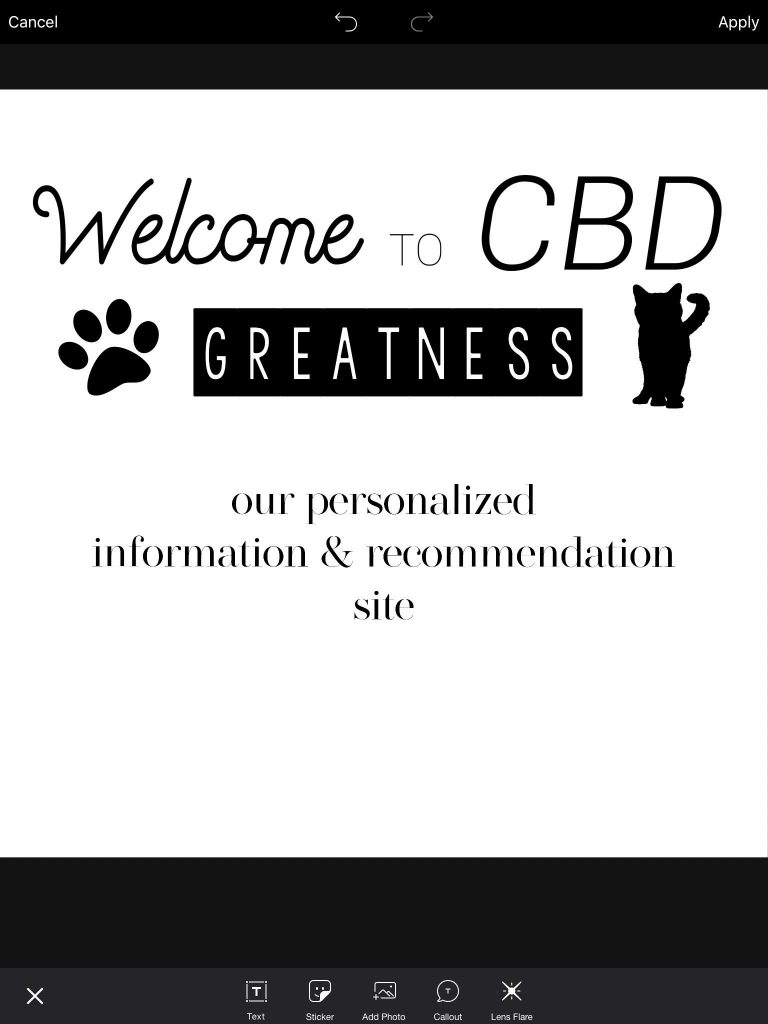 Cancel
Apply
Welcome TO CBD
GREATNESS
our personalized
information & recommendation
site
T
T
Text
Sticker
Add Photo
Callout
Lens Flare